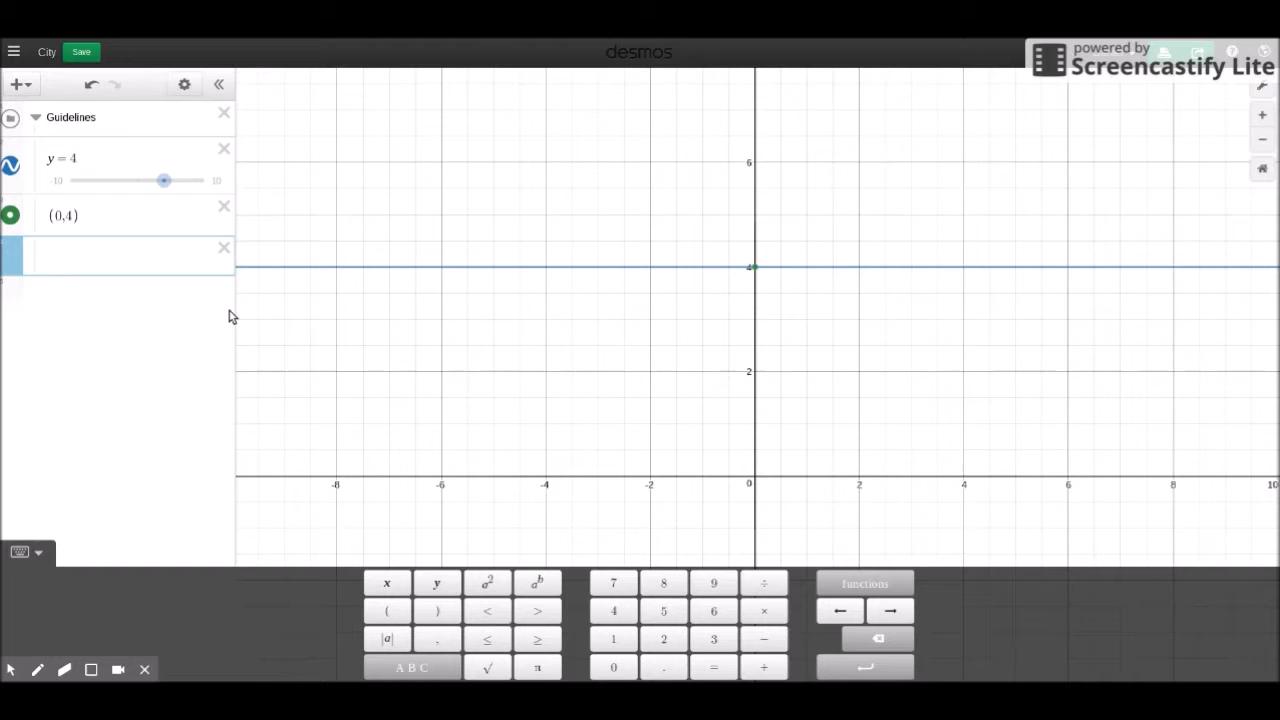 City Save desmos powered by
Screencastify Lite
Guidelines
y = 4
-10 10
(0,4)
6
4
2
-8 -6 -4 -2 0 2 4 6 8 10
x y a² aᵇ 7 8 9 ÷ functions
( ) < > 4 5 6 × ← →
|a| , ≤ ≥ 1 2 3 −
A B C √ π 0 . = +